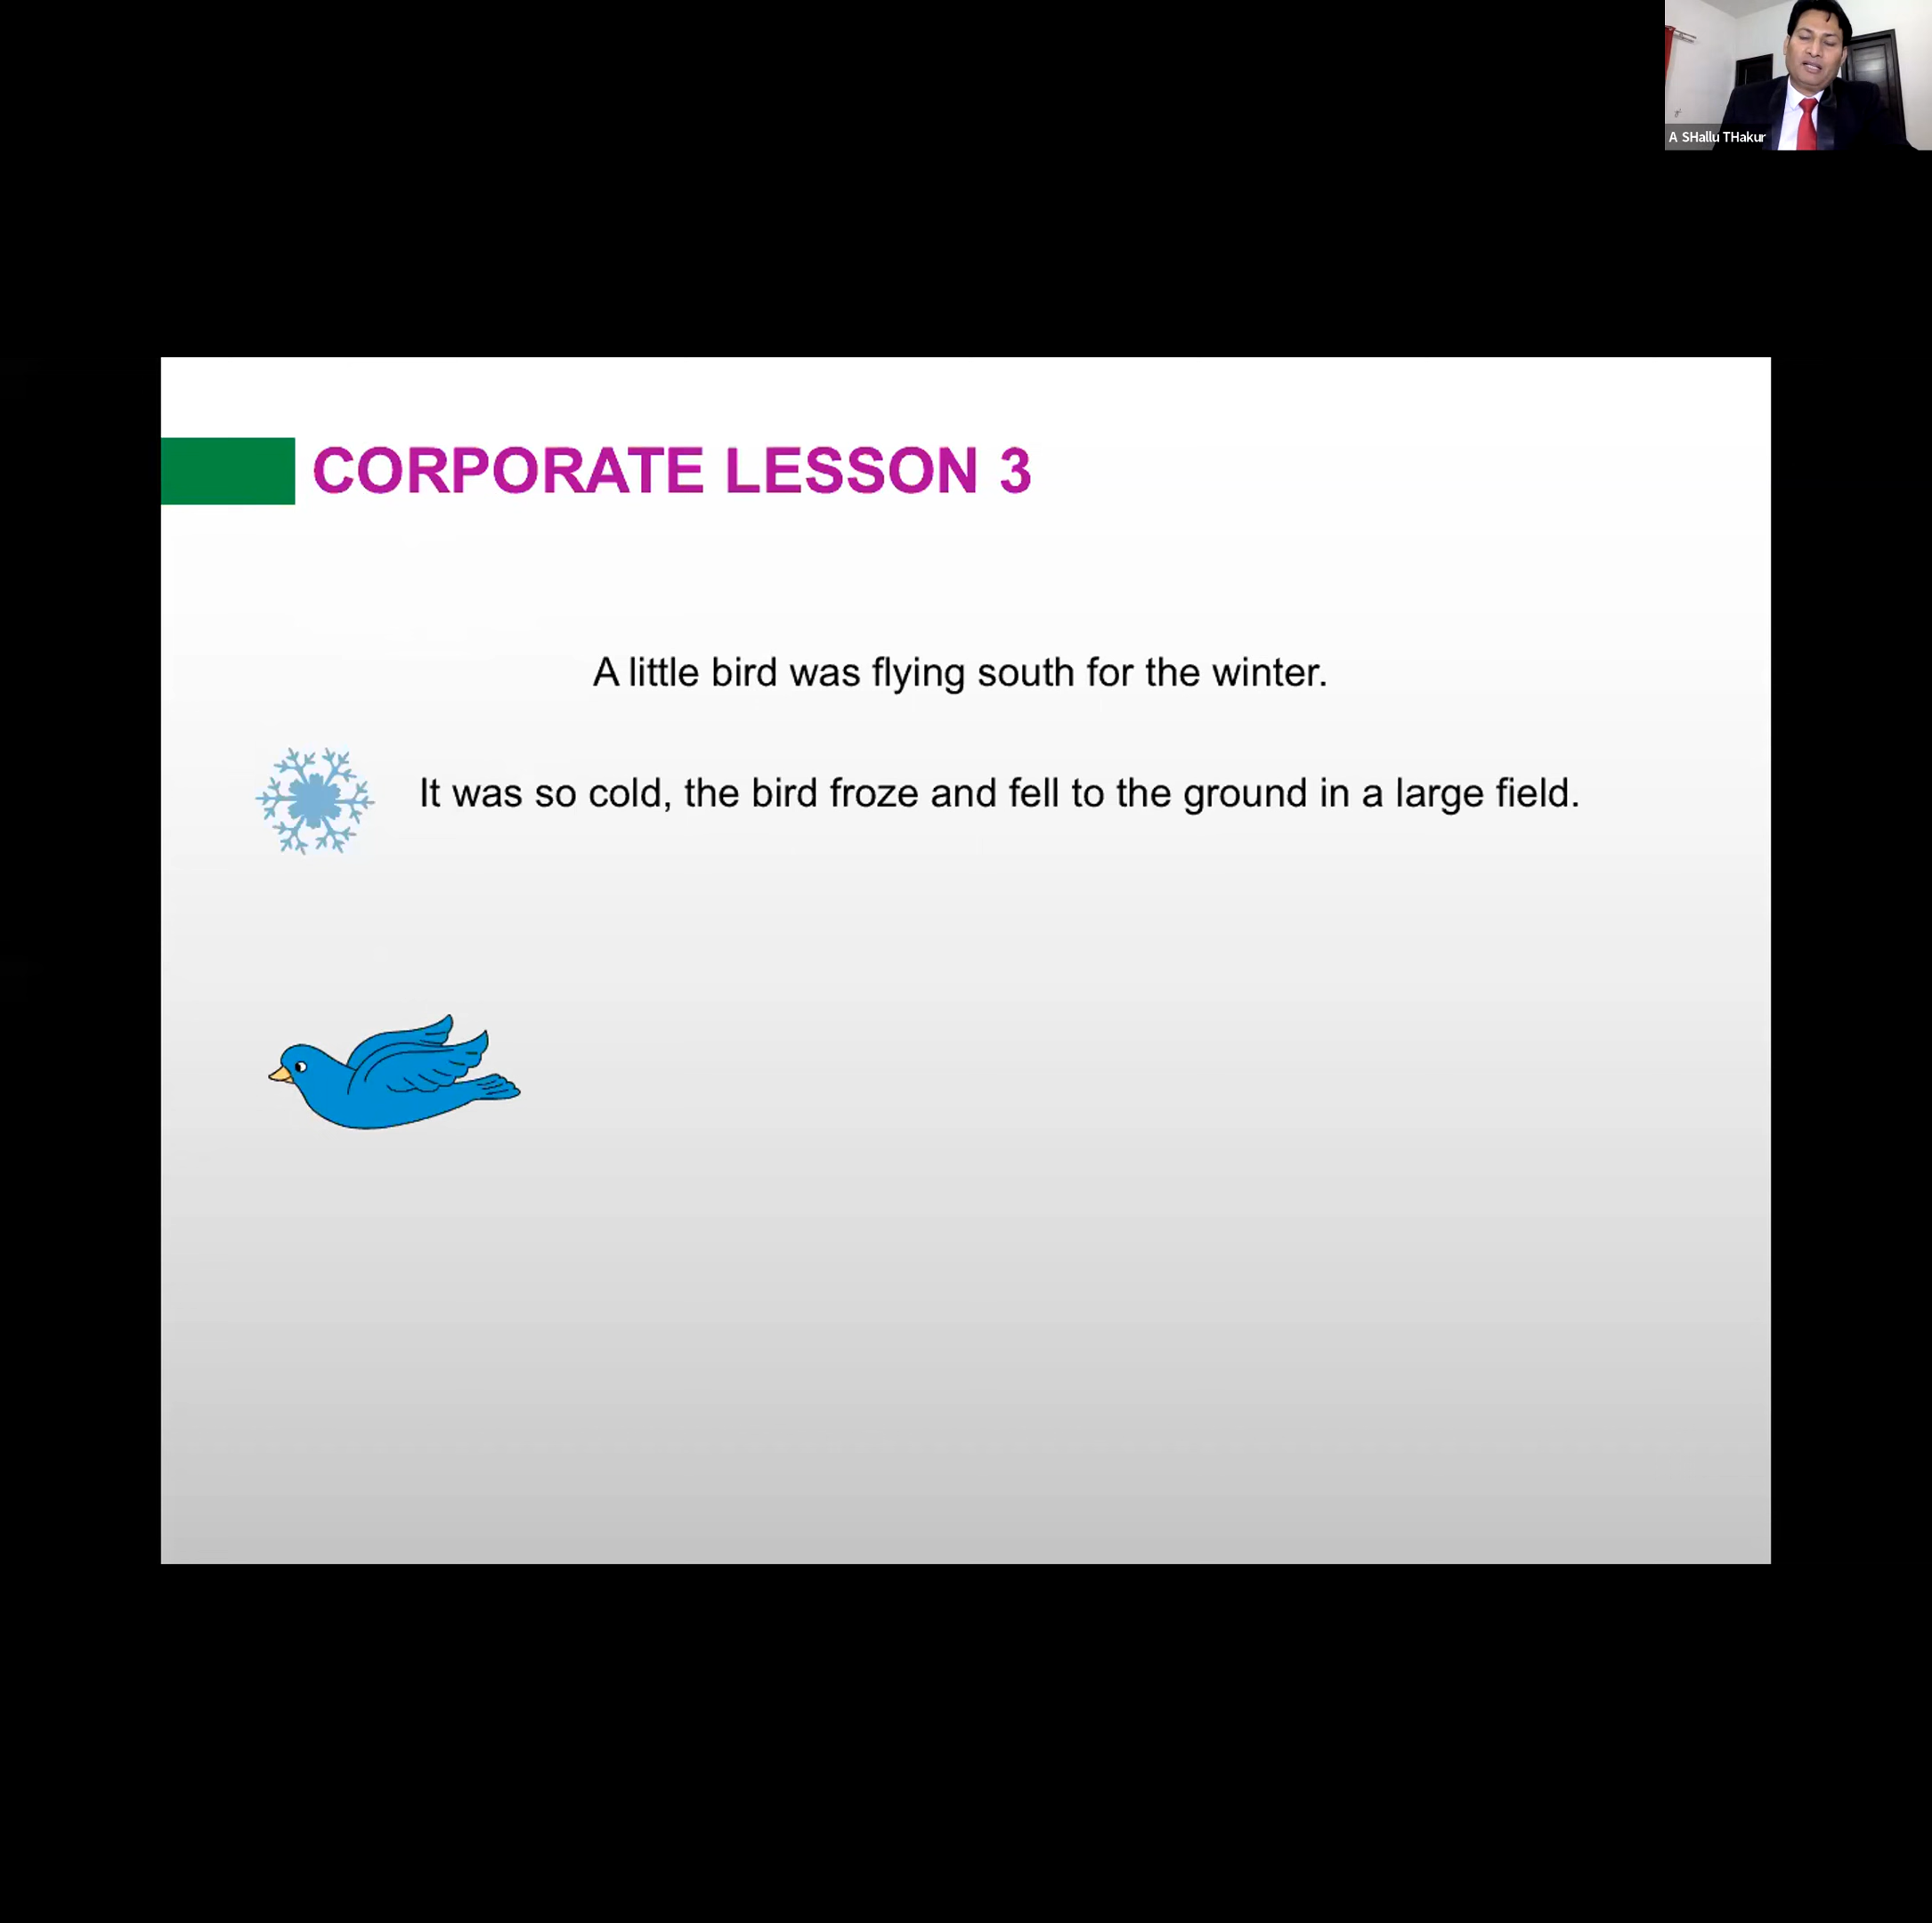 A SHallu THakur
CORPORATE LESSON 3
A little bird was flying south for the winter.
It was so cold, the bird froze and fell to the ground in a large field.